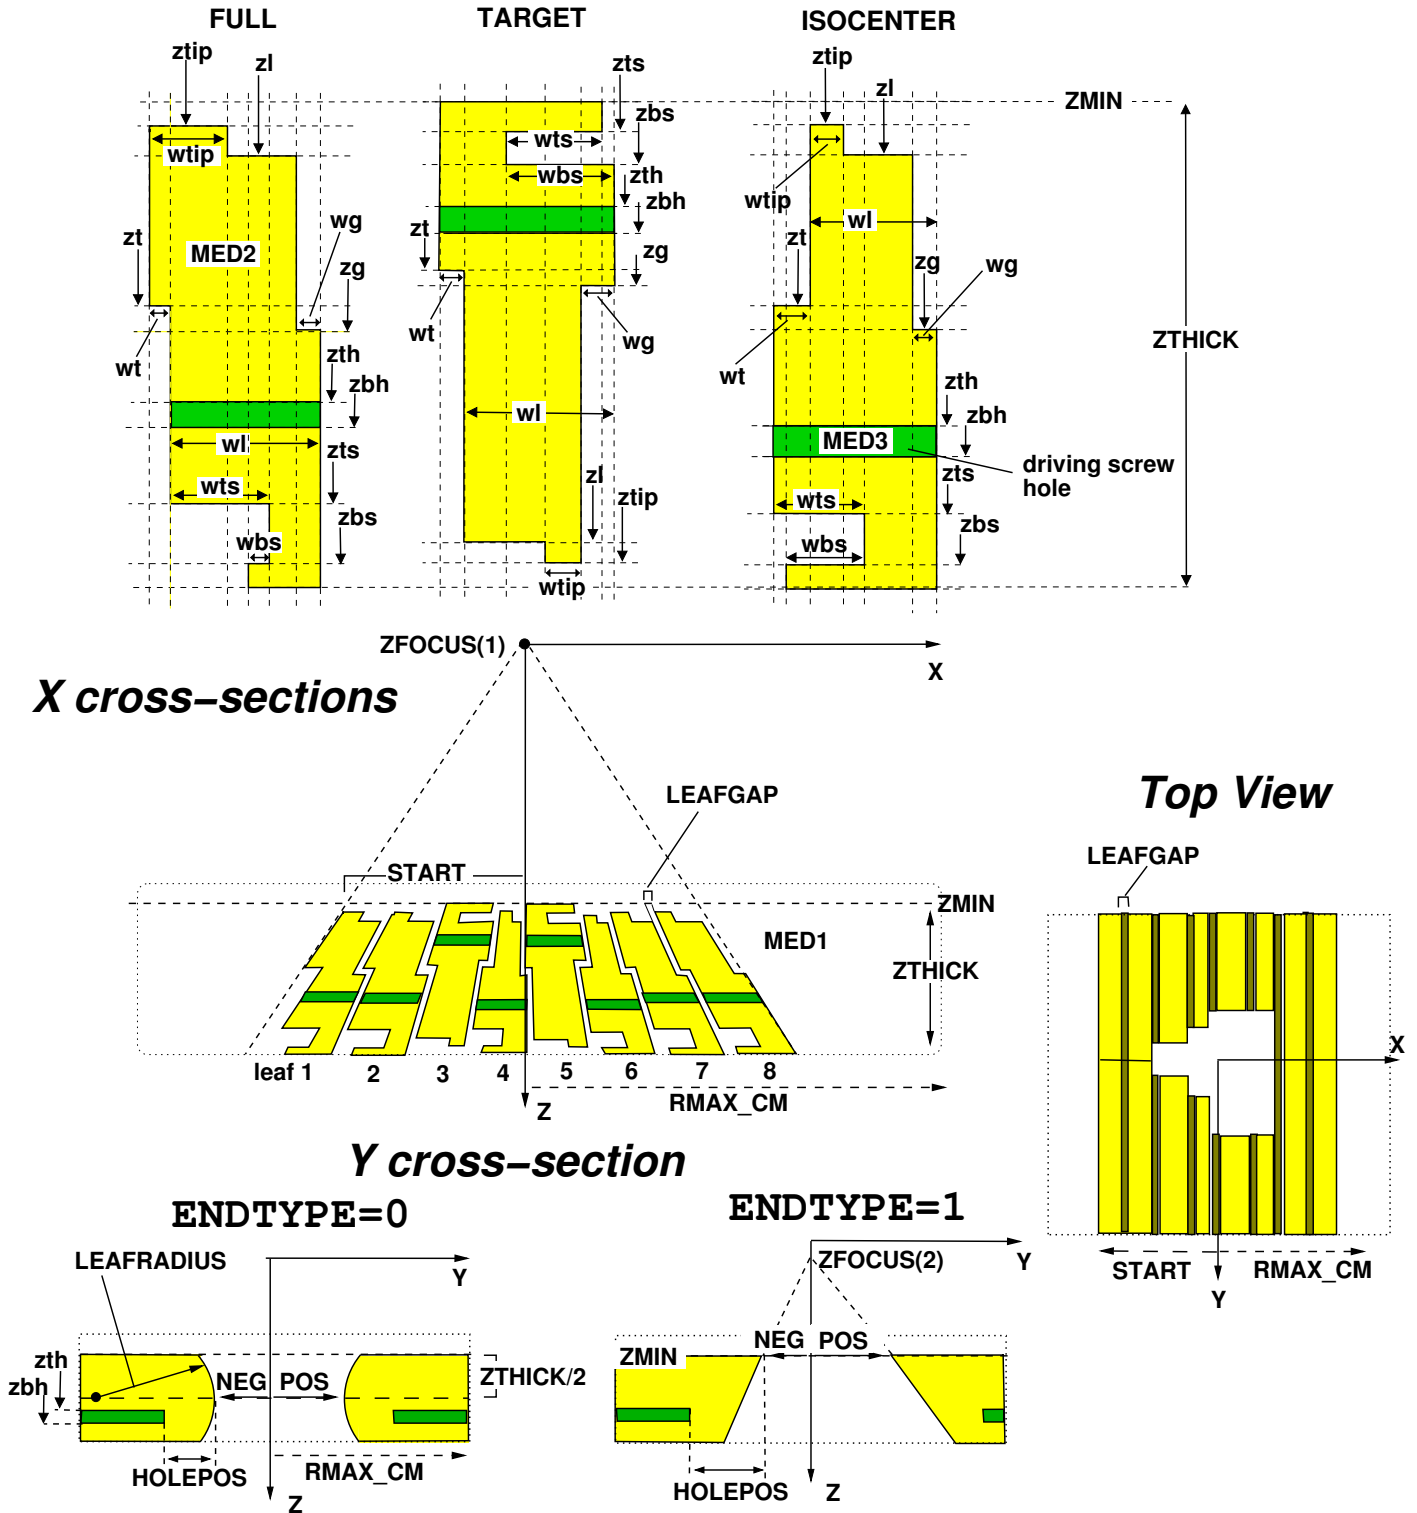 FULL
TARGET
ISOCENTER
ztip
zl
wtip
zt
MED2
wg
zg
wt
zth
zbh
wl
zts
wts
zbs
wbs
zts
zbs
wts
wbs
zth
zbh
zt
zg
wt
wg
wl
zl
ztip
wtip
ztip
zl
ZMIN
wtip
wl
zt
zg
wg
wt
ZTHICK
zth
zbh
MED3
driving screw
hole
zts
wts
zbs
wbs
ZFOCUS(1)
X
X cross-sections
LEAFGAP
START
ZMIN
MED1
ZTHICK
leaf 1 2 3 4 5 6 7 8
RMAX_CM
Z
Top View
LEAFGAP
X
START
RMAX_CM
Y
Y cross-section
ENDTYPE=0
LEAFRADIUS
Y
zth
zbh
NEG POS
ZTHICK/2
HOLEPOS
RMAX_CM
Z
ENDTYPE=1
ZFOCUS(2)
Y
NEG POS
ZMIN
HOLEPOS
Z